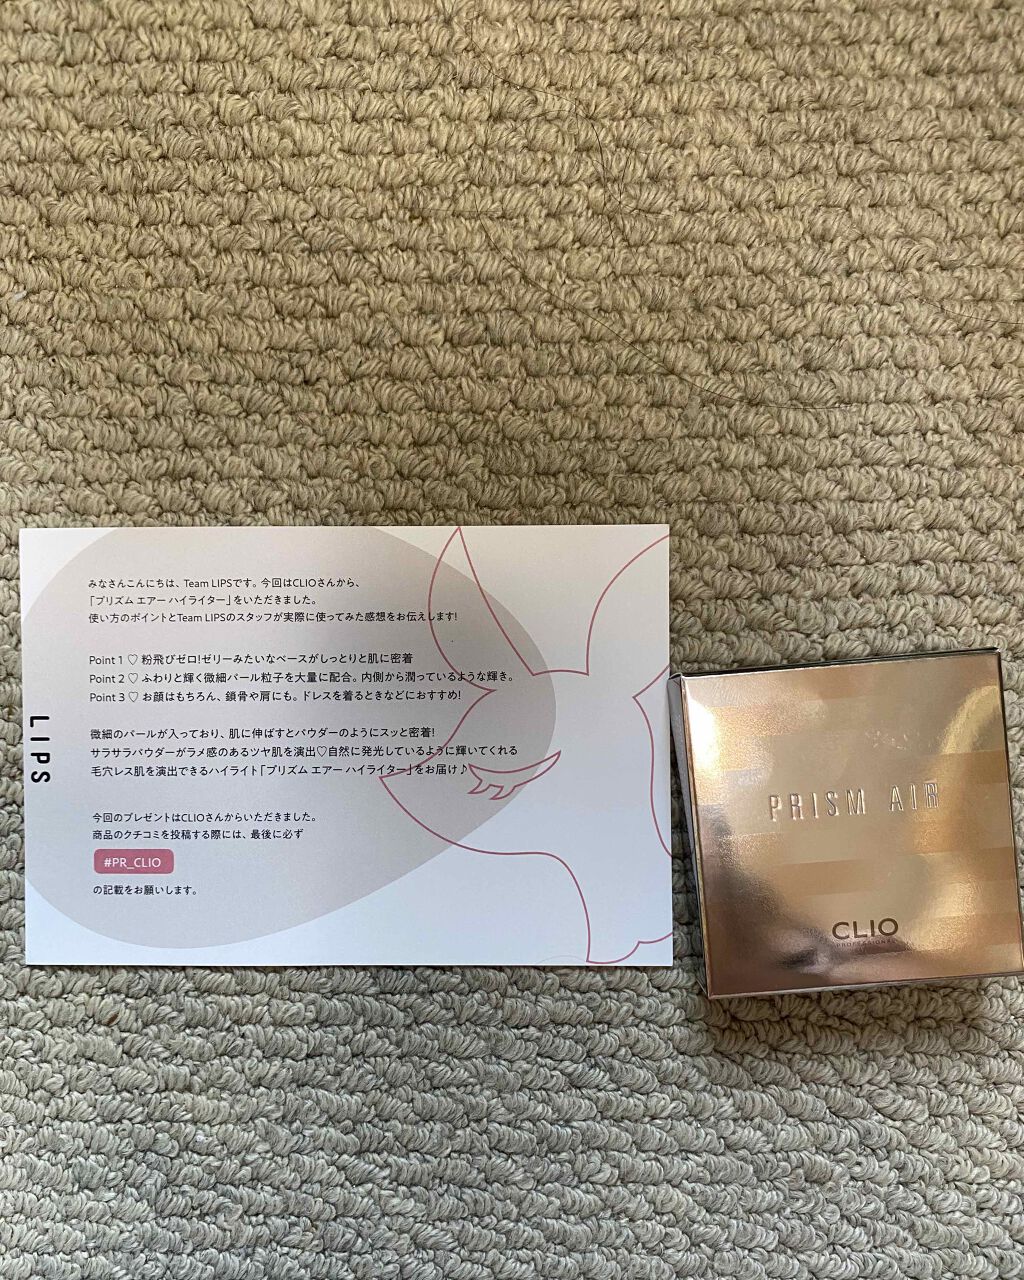 みなさんこんにちは、Team LIPSです。今回はCLIOさんから、
「プリズム エアー ハイライター」をいただきました。
使い方のポイントとTeam LIPSのスタッフが実際に使ってみた感想をお伝えします!
Point 1 ♡ 粉飛びゼロ!ゼリーみたいなベースがしっとりと肌に密着
Point 2 ♡ ふわりと輝く微細パール粒子を大量に配合。内側から潤っているような輝き。
Point 3 ♡ お顔はもちろん、鎖骨や肩にも。ドレスを着るときなどにおすすめ!
微細のパールが入っており、肌に伸ばすとパウダーのようにスッと密着!
サラサラパウダーがラメ感のあるツヤ肌を演出♡自然に発光しているように輝いてくれる
毛穴レス肌を演出できるハイライト「プリズム エアー ハイライター」をお届け♪
今回のプレゼントはCLIOさんからいただきました。
商品のクチコミを投稿する際には、最後に必ず
#PR_CLIO
の記載をお願いします。
LIPS
PRISM AIR
CLIO
PROFESSIONAL